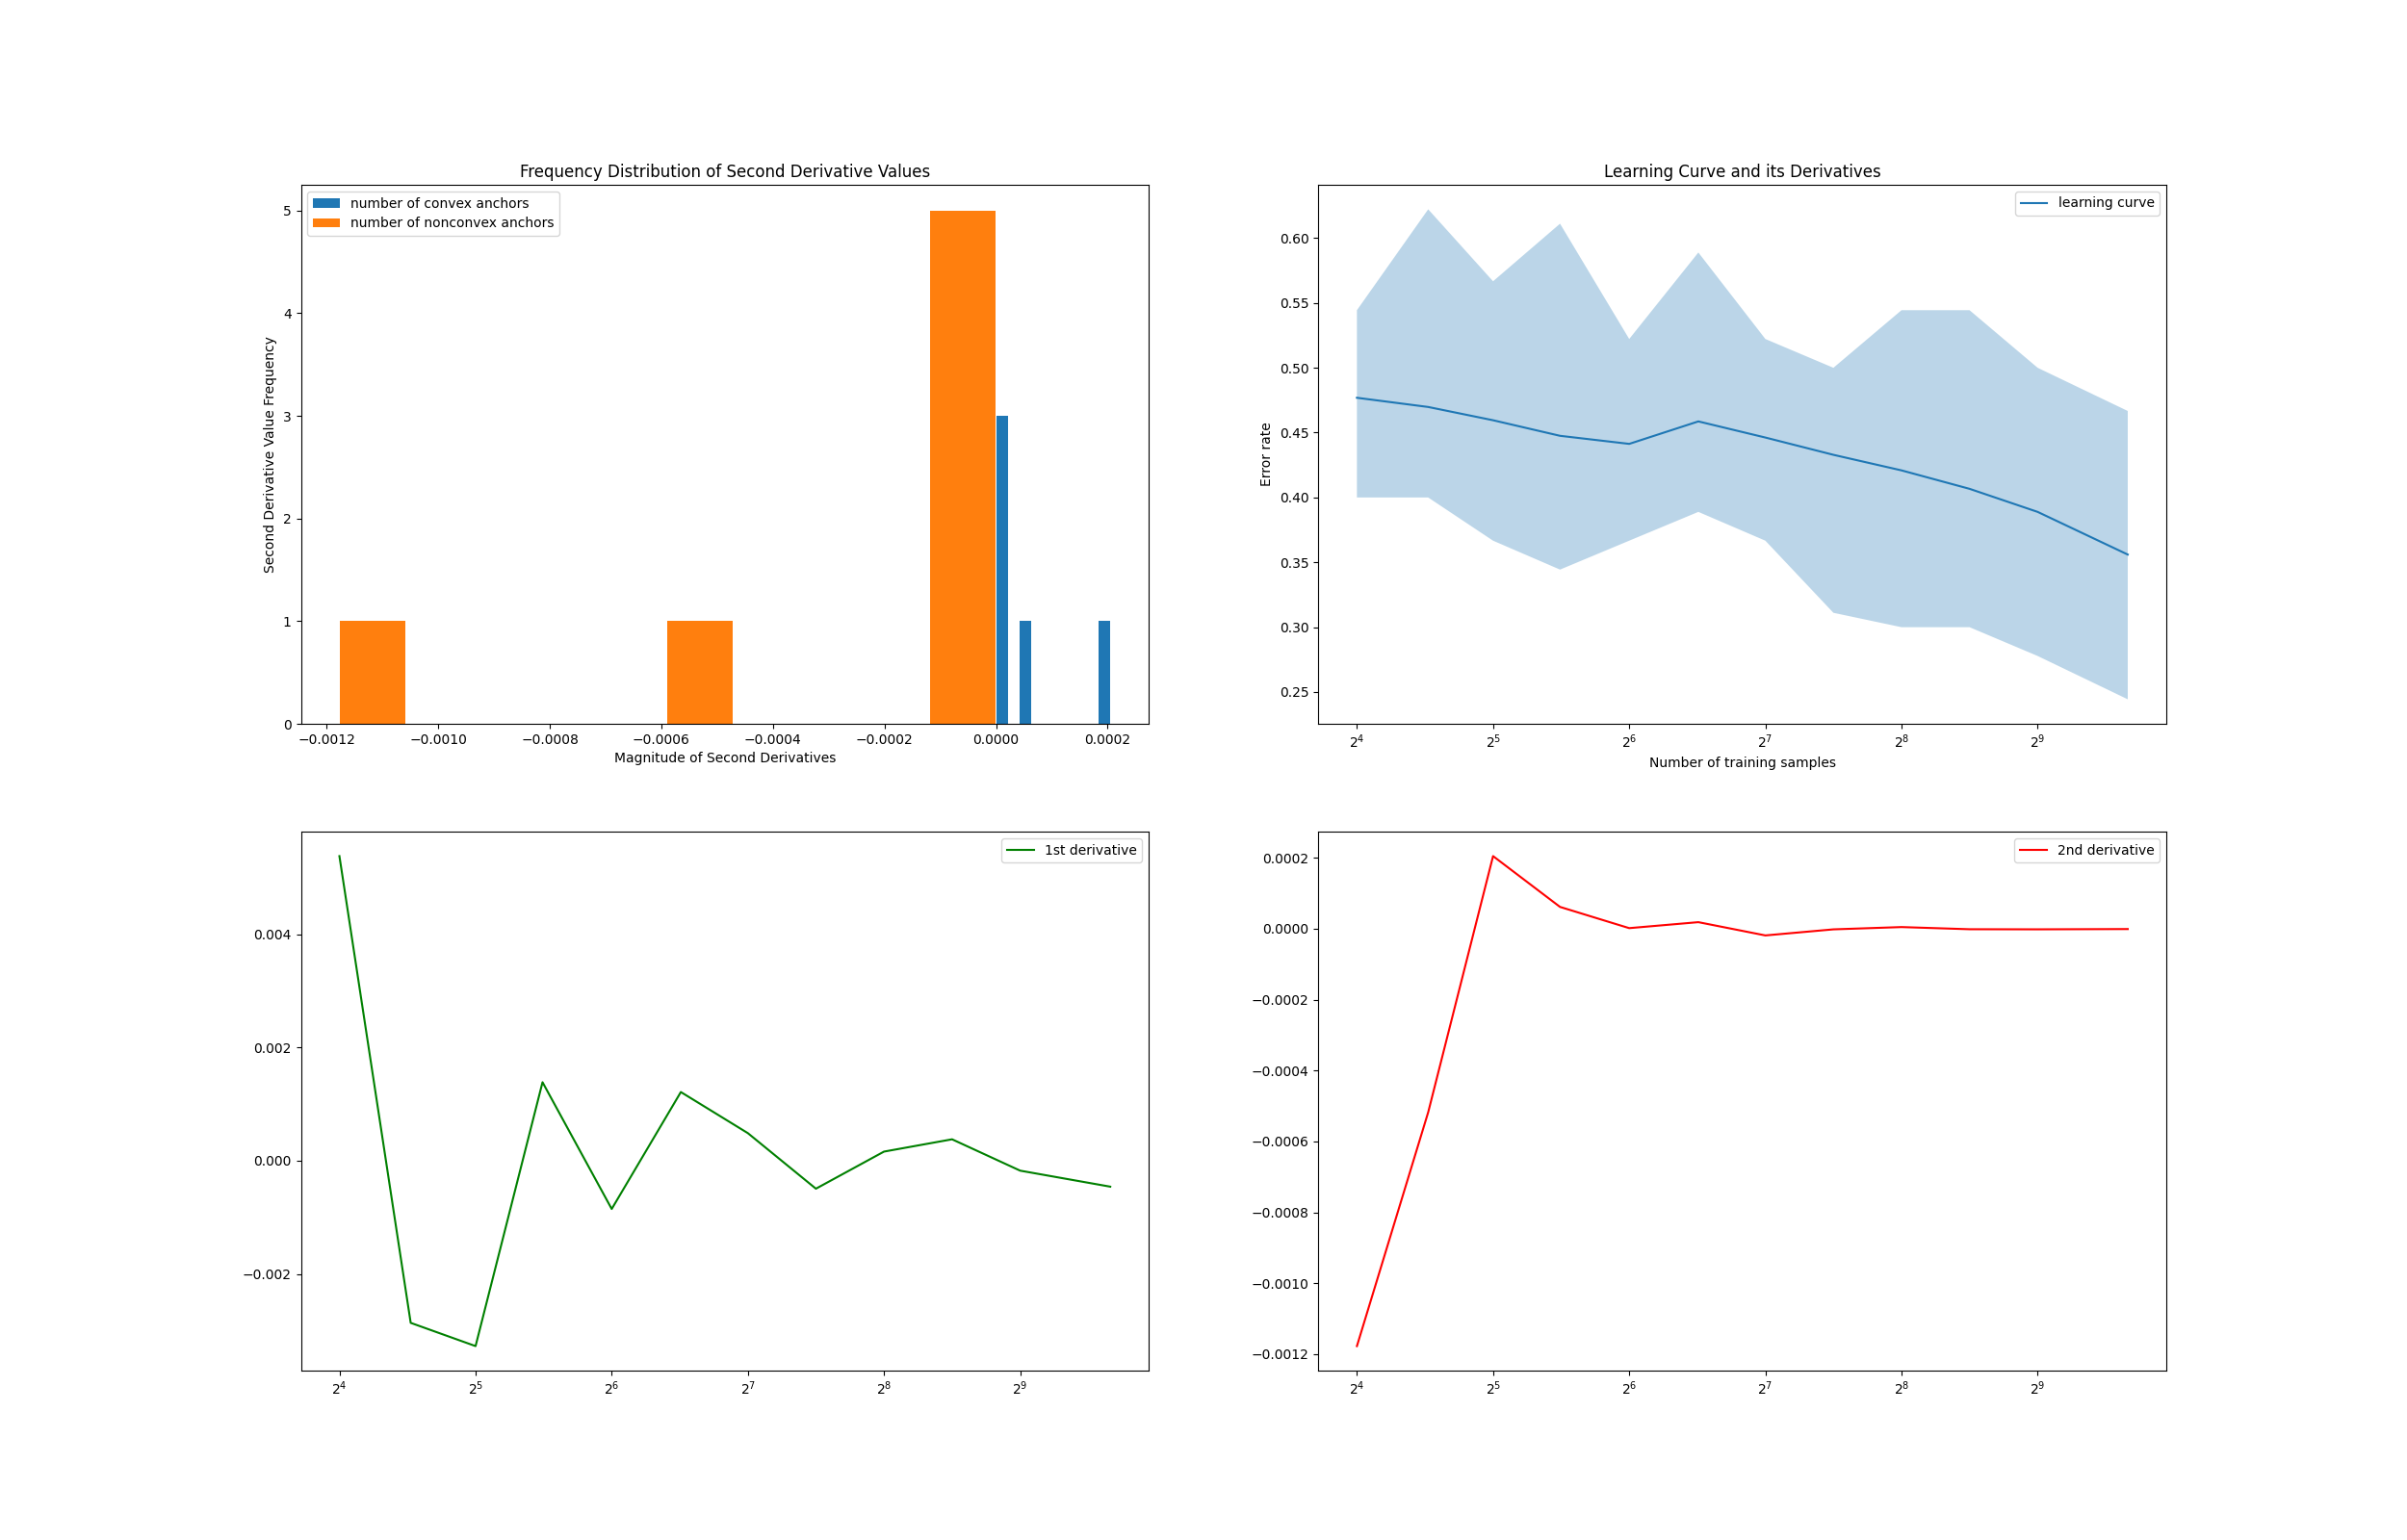 Frequency Distribution of Second Derivative Values
number of convex anchors
number of nonconvex anchors
5
4
3
2
1
0
Second Derivative Value Frequency
−0.0012 −0.0010 −0.0008 −0.0006 −0.0004 −0.0002 0.0000 0.0002
Magnitude of Second Derivatives
Learning Curve and its Derivatives
learning curve
0.60
0.55
0.50
0.45
0.40
0.35
0.30
0.25
Error rate
2⁴ 2⁵ 2⁶ 2⁷ 2⁸ 2⁹
Number of training samples
1st derivative
0.004
0.002
0.000
−0.002
2⁴ 2⁵ 2⁶ 2⁷ 2⁸ 2⁹
2nd derivative
0.0002
0.0000
−0.0002
−0.0004
−0.0006
−0.0008
−0.0010
−0.0012
2⁴ 2⁵ 2⁶ 2⁷ 2⁸ 2⁹